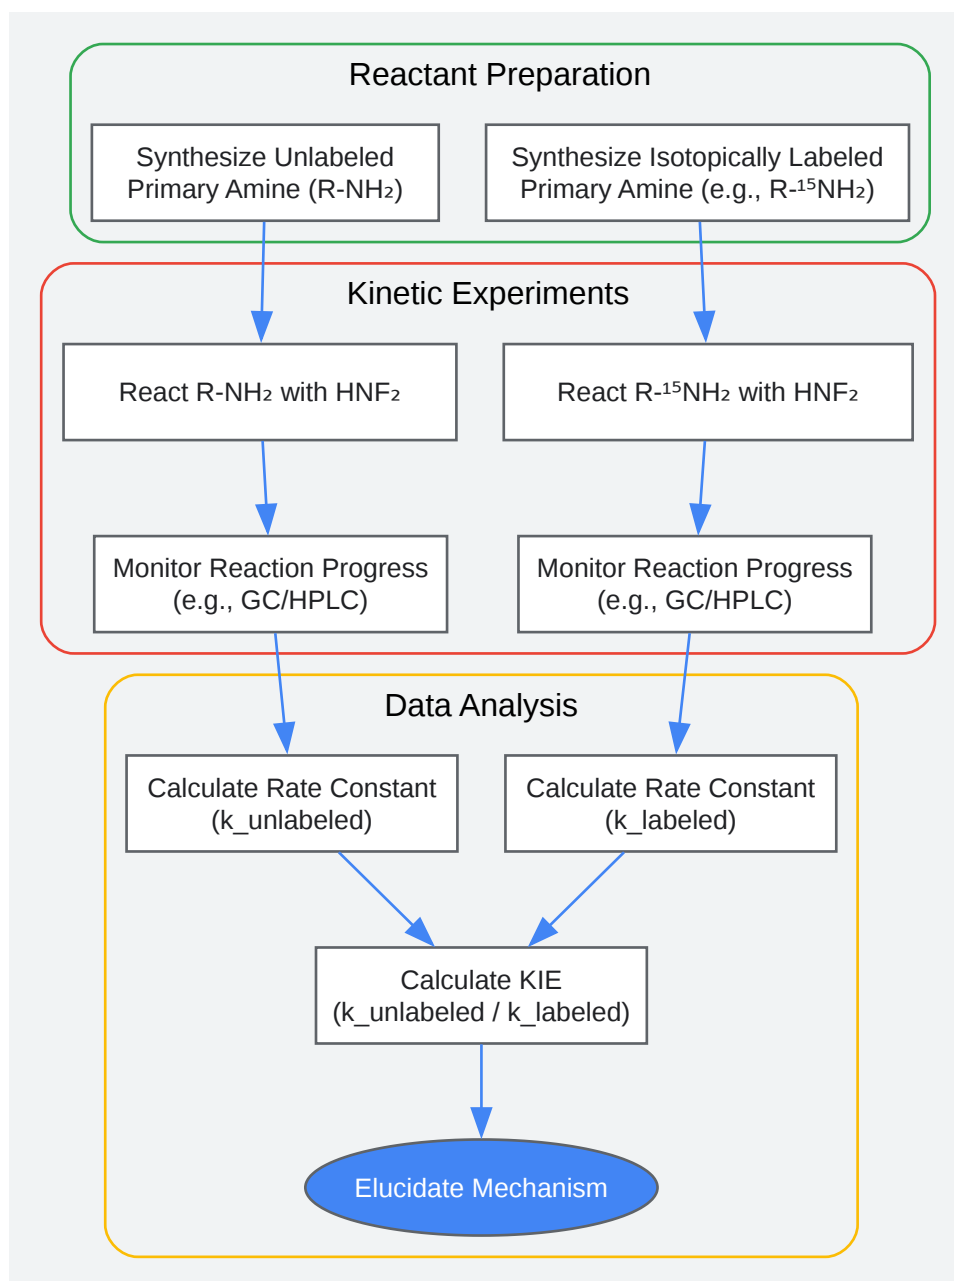 Reactant Preparation
Synthesize Unlabeled
Primary Amine (R-NH₂)
Synthesize Isotopically Labeled
Primary Amine (e.g., R-¹⁵NH₂)
Kinetic Experiments
React R-NH₂ with HNF₂
React R-¹⁵NH₂ with HNF₂
Monitor Reaction Progress
(e.g., GC/HPLC)
Monitor Reaction Progress
(e.g., GC/HPLC)
Data Analysis
Calculate Rate Constant
(k_unlabeled)
Calculate Rate Constant
(k_labeled)
Calculate KIE
(k_unlabeled / k_labeled)
Elucidate Mechanism